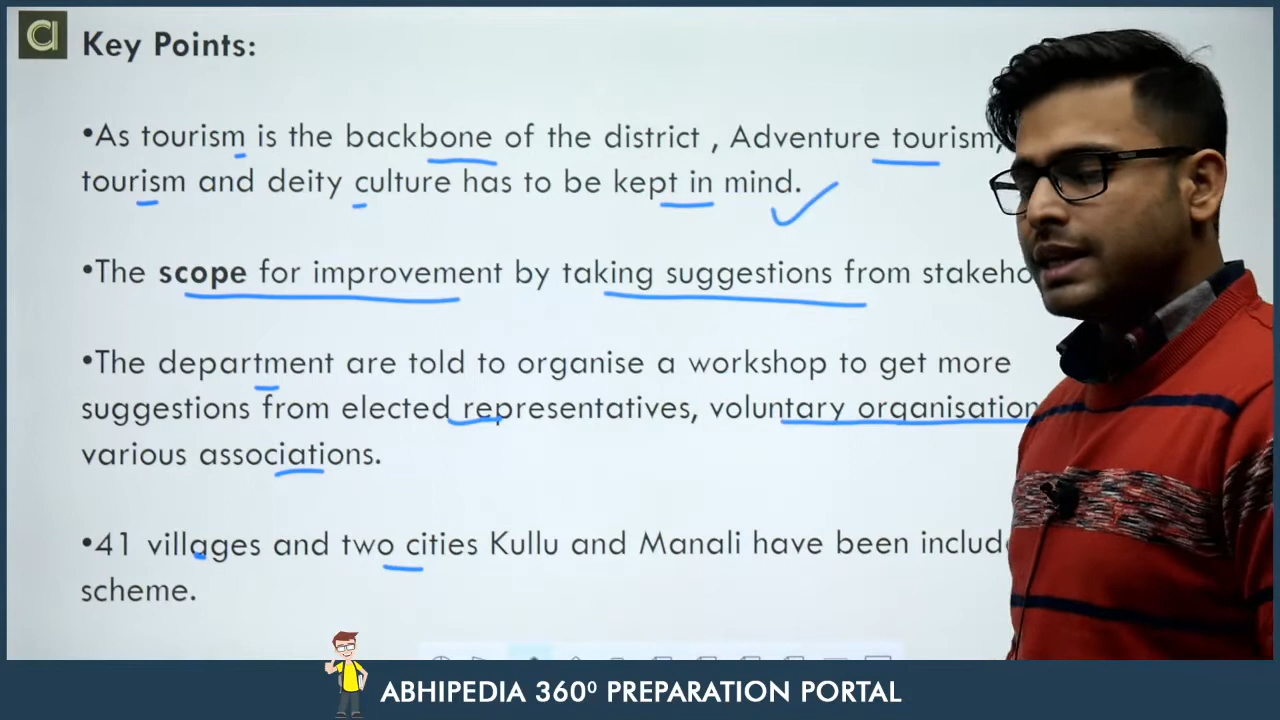 Key Points:
•As tourism is the backbone of the district , Adventure tourism,
tourism and deity culture has to be kept in mind.
•The scope for improvement by taking suggestions from
•The department are told to organise a workshop to get more
suggestions from elected representatives, voluntary
various associations.
•41 villages and two cities Kullu and Manali have been
scheme.
ABHIPEDIA 360⁰ PREPARATION PORTAL